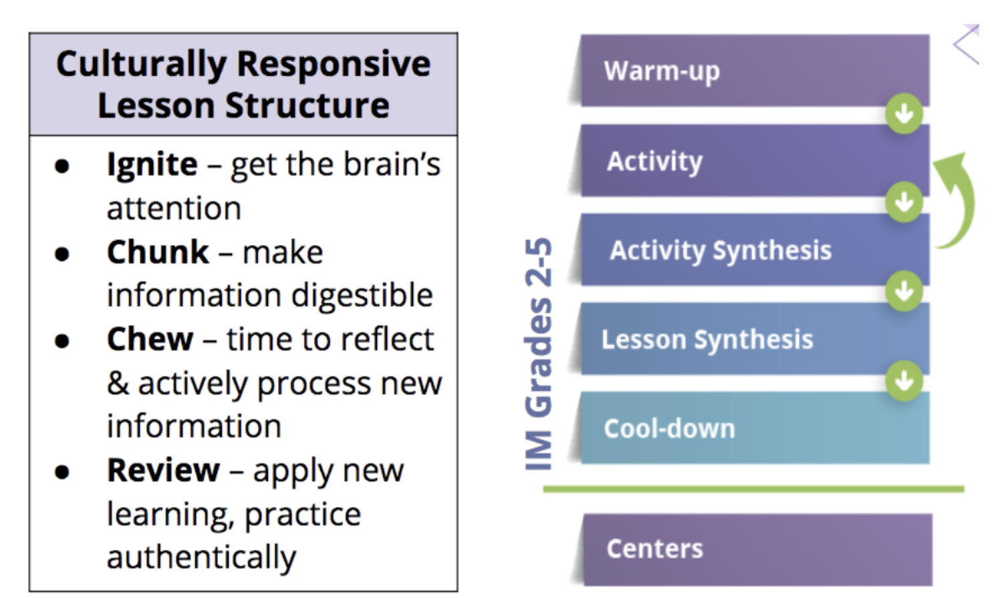 Culturally Responsive
Lesson Structure
● Ignite – get the brain’s
attention
● Chunk – make
information digestible
● Chew – time to reflect
& actively process new
information
● Review – apply new
learning, practice
authentically
IM Grades 2-5
Warm-up
Activity
Activity Synthesis
Lesson Synthesis
Cool-down
Centers